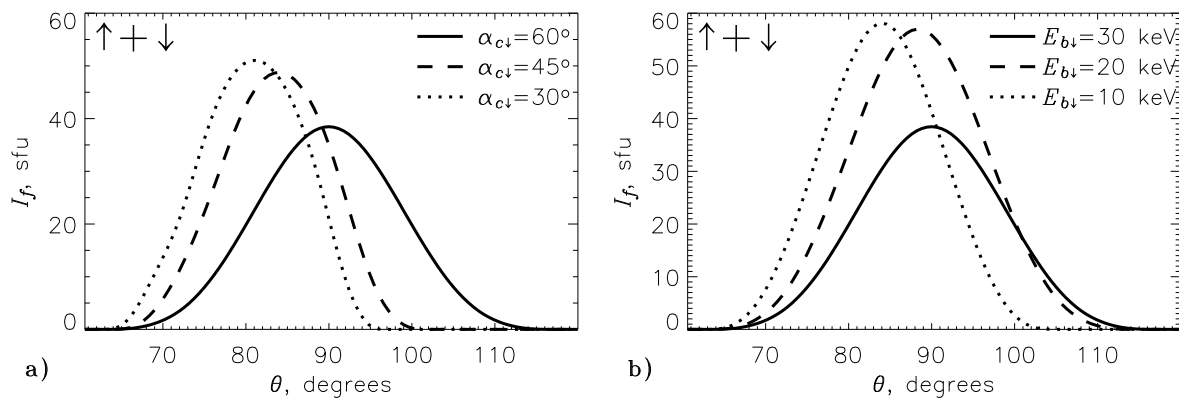 60
40
20
0
70 80 90 100 110
I_f, sfu
θ, degrees
↑+↓
α_c↓=60°
α_c↓=45°
α_c↓=30°
a)
60
50
40
30
20
10
0
70 80 90 100 110
I_f, sfu
θ, degrees
↑+↓
E_b↓=30 keV
E_b↓=20 keV
E_b↓=10 keV
b)